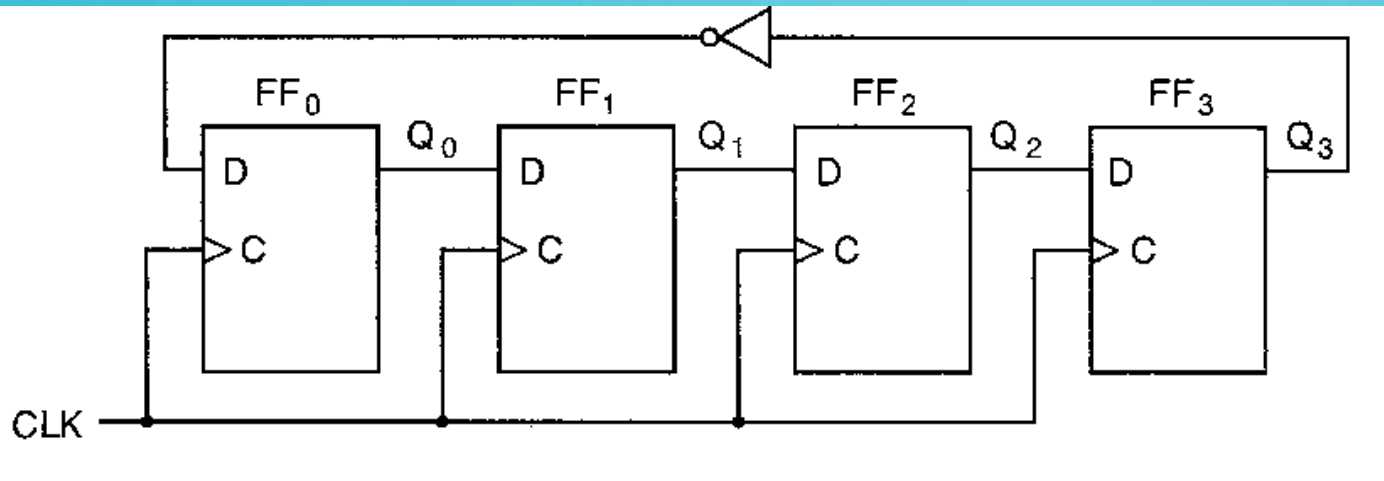 FF₀ FF₁ FF₂ FF₃
Q₀ Q₁ Q₂ Q₃
D D D D
C C C C
CLK